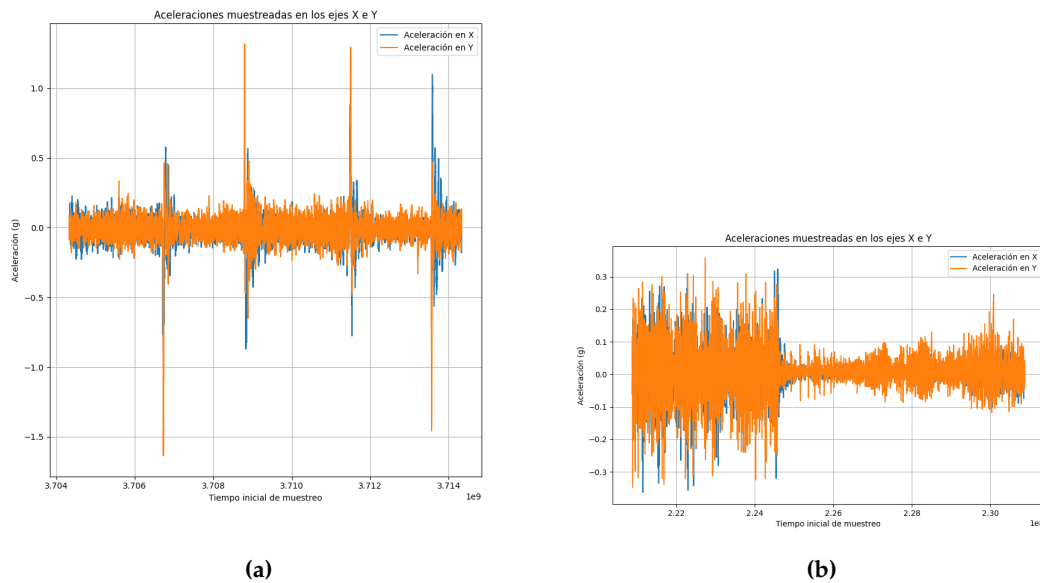 Aceleraciones muestreadas en los ejes X e Y
Aceleración en X
Aceleración en Y
1.0
0.5
0.0
−0.5
−1.0
−1.5
Aceleración (g)
3.704
3.706
3.708
3.710
3.712
3.714
1e9
Tiempo inicial de muestreo
(a)
Aceleraciones muestreadas en los ejes X e Y
Aceleración en X
Aceleración en Y
0.3
0.2
0.1
0.0
−0.1
−0.2
−0.3
Aceleración (g)
2.22
2.24
2.26
2.28
2.30
Tiempo inicial de muestreo
(b)